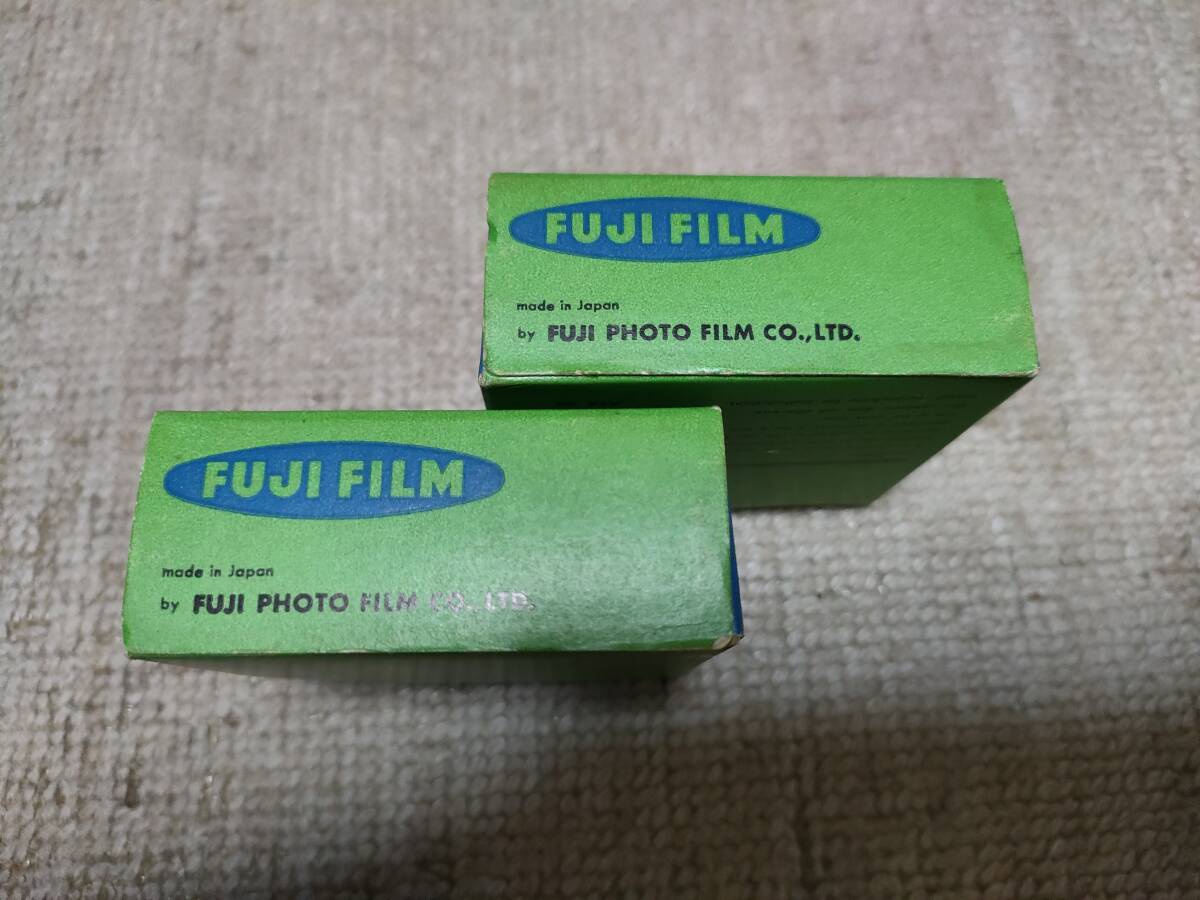 FUJI FILM
made in Japan
by FUJI PHOTO FILM CO.,LTD.
FUJI FILM
made in Japan
by FUJI PHOTO FILM CO., LTD.